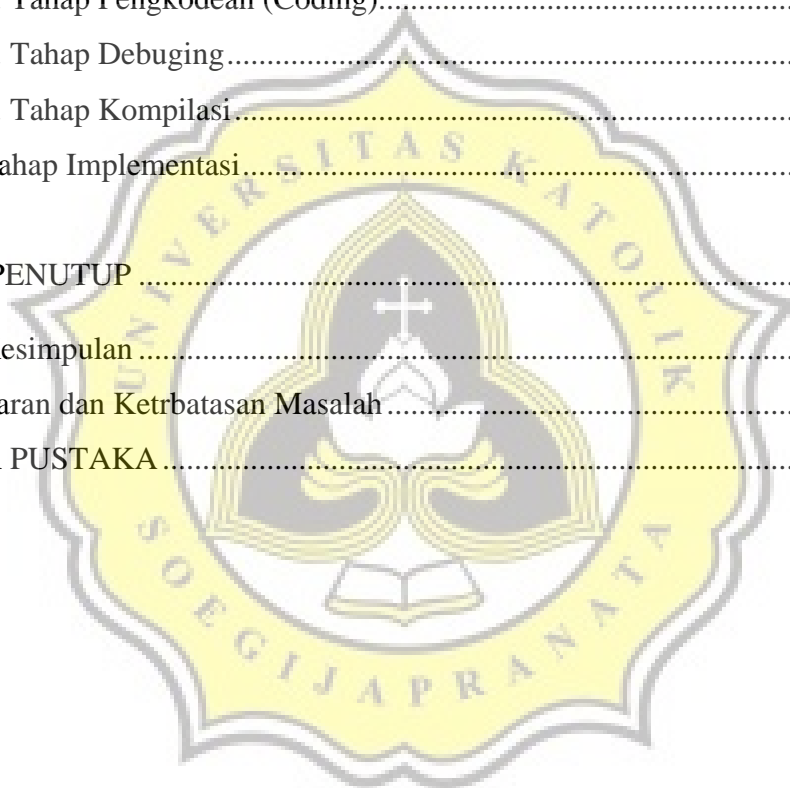 Tahap Pengkodean (Coding)........................................
Tahap Debuging........................................
Tahap Kompilasi........................................
ahap Implementasi........................................
PENUTUP........................................
esimpulan........................................
aran dan Ketrbatasan Masalah........................................
PUSTAKA........................................
UNIVERSITAS KATOLIK
SOEGIJAPRANATA